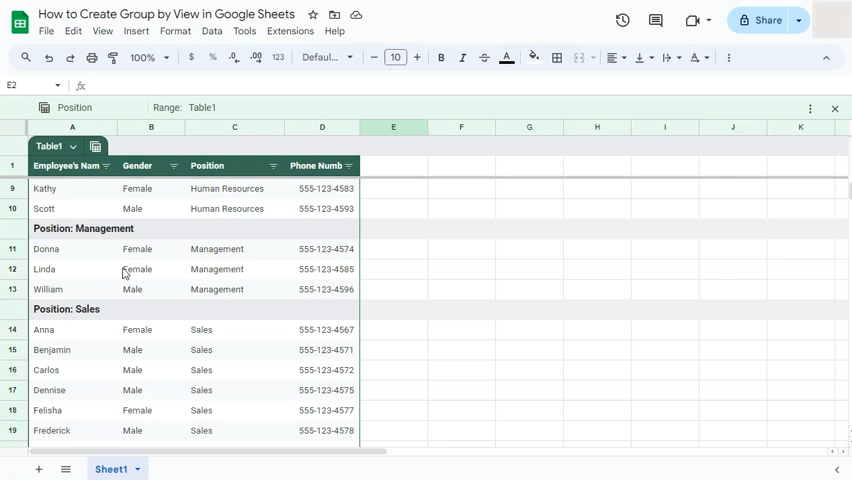 How to Create Group by View in Google Sheets
File Edit View Insert Format Data Tools Extensions Help
Share
100% $ % .0 .00 123 Defaul... 10 B I A
E2 fx
Position Range: Table1
A B C D E F G H I J K
Table1
1 Employee's Nam Gender Position Phone Numb
9 Kathy Female Human Resources 555-123-4583
10 Scott Male Human Resources 555-123-4593
Position: Management
11 Donna Female Management 555-123-4574
12 Linda Female Management 555-123-4585
13 William Male Management 555-123-4596
Position: Sales
14 Anna Female Sales 555-123-4567
15 Benjamin Male Sales 555-123-4571
16 Carlos Male Sales 555-123-4572
17 Dennise Male Sales 555-123-4575
18 Felisha Female Sales 555-123-4577
19 Frederick Male Sales 555-123-4578
Sheet1